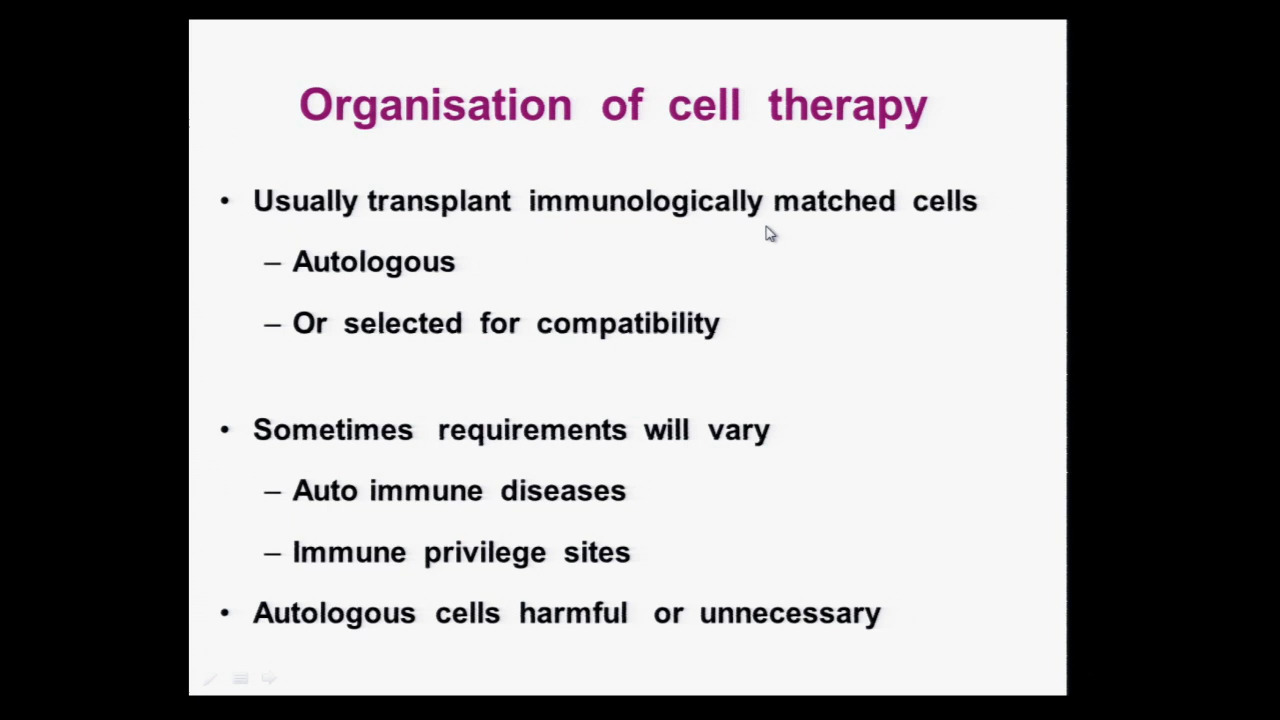 Organisation of cell therapy
• Usually transplant immunologically matched cells
– Autologous
– Or selected for compatibility
• Sometimes requirements will vary
– Auto immune diseases
– Immune privilege sites
• Autologous cells harmful or unnecessary